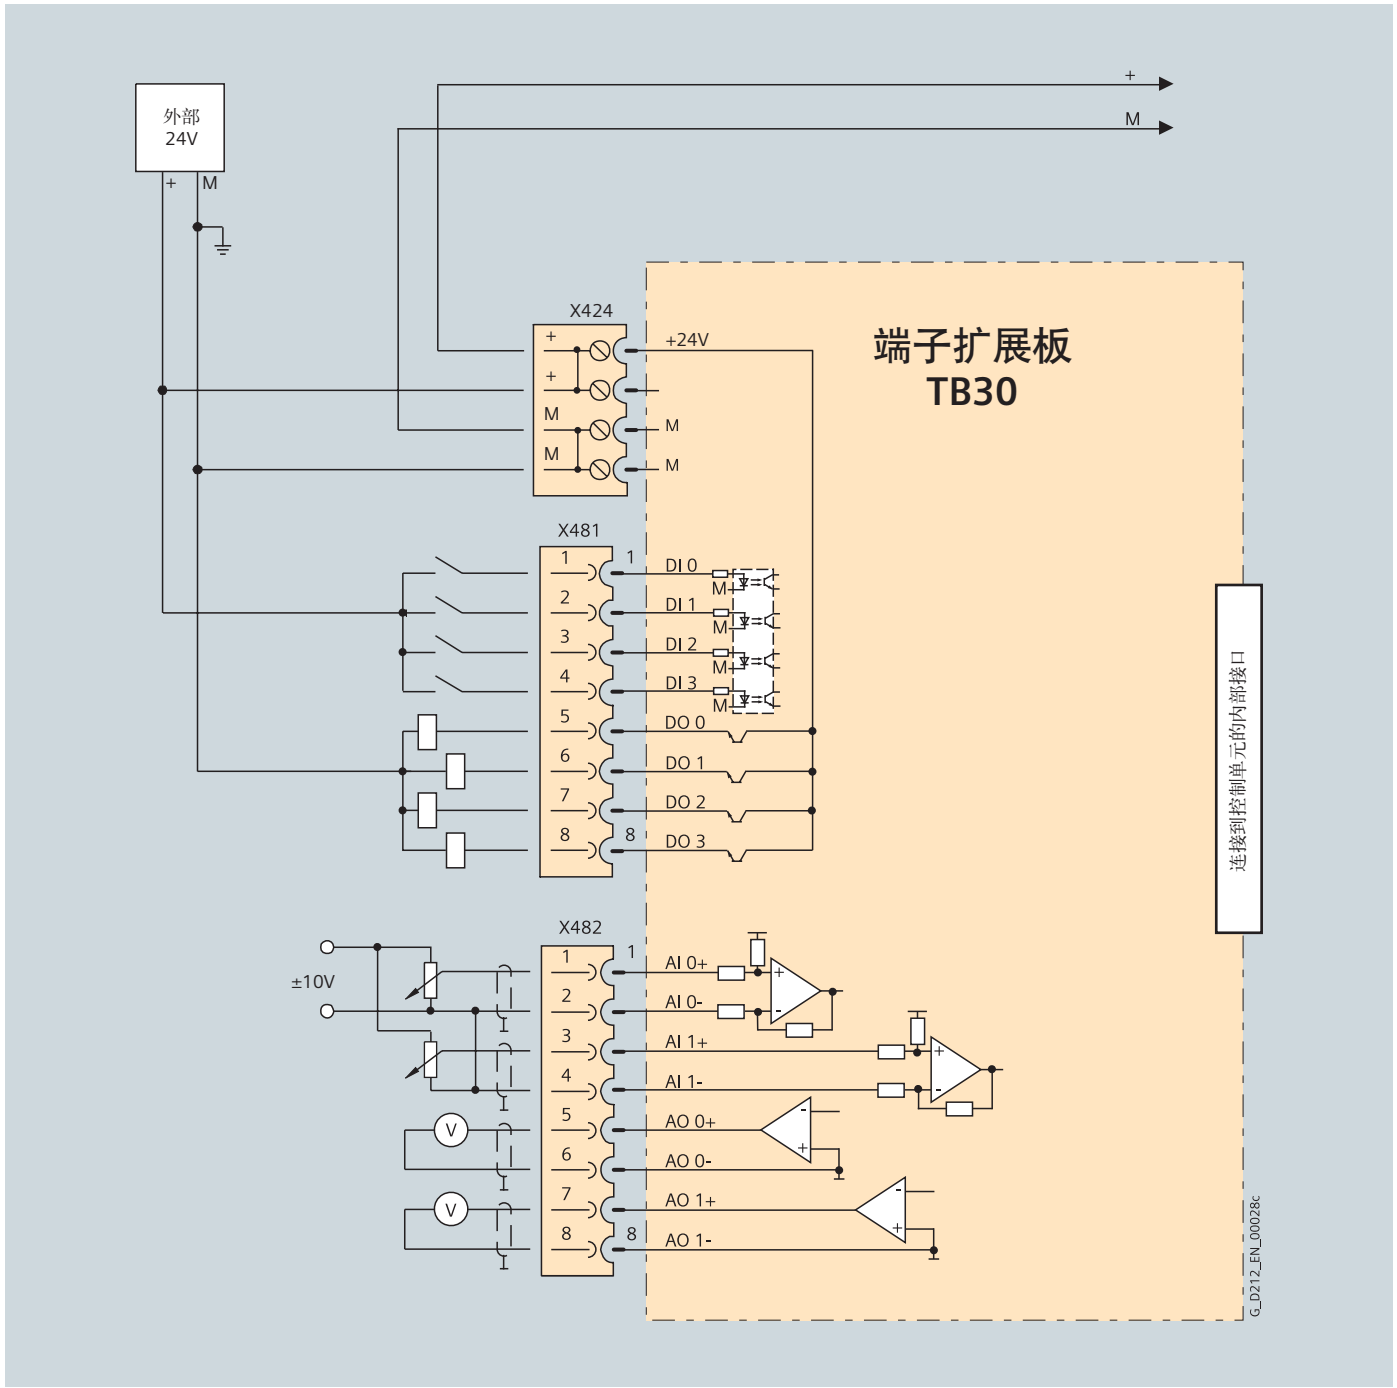 +
M
外部
24V
+
M
X424
+
+24V
+
M
M
M
M
端子扩展板
TB30
X481
1
1
DI 0
M
2
DI 1
M
3
DI 2
M
4
DI 3
M
5
DO 0
6
DO 1
7
DO 2
8
8
DO 3
连接到控制单元的内部接口
X482
±10V
1
1
AI 0+
+
2
AI 0-
-
3
AI 1+
+
4
AI 1-
-
V
5
AO 0+
-
+
6
AO 0-
V
7
AO 1+
-
+
8
8
AO 1-
G_D212_EN_00028c